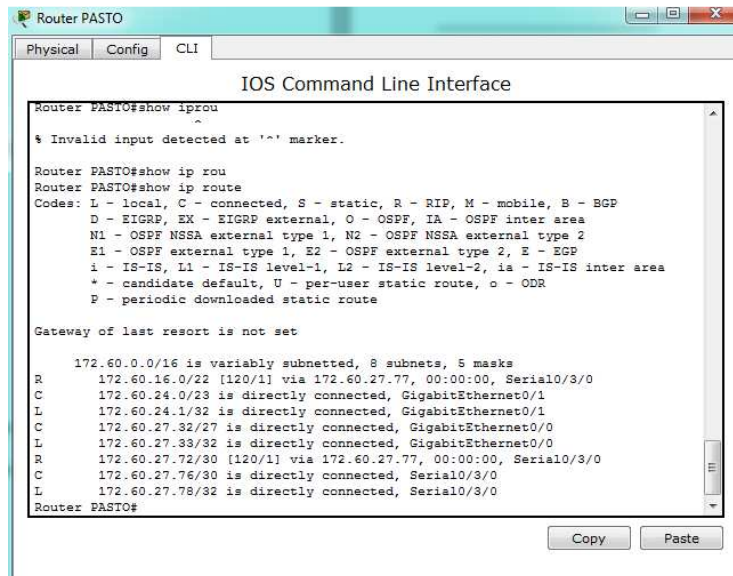 Router PASTO
Physical Config CLI
IOS Command Line Interface
Router PASTO#show iprou
^
% Invalid input detected at '^' marker.
Router PASTO#show ip rou
Router PASTO#show ip route
Codes: L - local, C - connected, S - static, R - RIP, M - mobile, B - BGP
D - EIGRP, EX - EIGRP external, O - OSPF, IA - OSPF inter area
N1 - OSPF NSSA external type 1, N2 - OSPF NSSA external type 2
E1 - OSPF external type 1, E2 - OSPF external type 2, E - EGP
i - IS-IS, L1 - IS-IS level-1, L2 - IS-IS level-2, ia - IS-IS inter area
* - candidate default, U - per-user static route, o - ODR
P - periodic downloaded static route
Gateway of last resort is not set
172.60.0.0/16 is variably subnetted, 8 subnets, 5 masks
R 172.60.16.0/22 [120/1] via 172.60.27.77, 00:00:00, Serial0/3/0
C 172.60.24.0/23 is directly connected, GigabitEthernet0/1
L 172.60.24.1/32 is directly connected, GigabitEthernet0/1
C 172.60.27.32/27 is directly connected, GigabitEthernet0/0
L 172.60.27.33/32 is directly connected, GigabitEthernet0/0
R 172.60.27.72/30 [120/1] via 172.60.27.77, 00:00:00, Serial0/3/0
C 172.60.27.76/30 is directly connected, Serial0/3/0
L 172.60.27.78/32 is directly connected, Serial0/3/0
Router PASTO#
Copy Paste